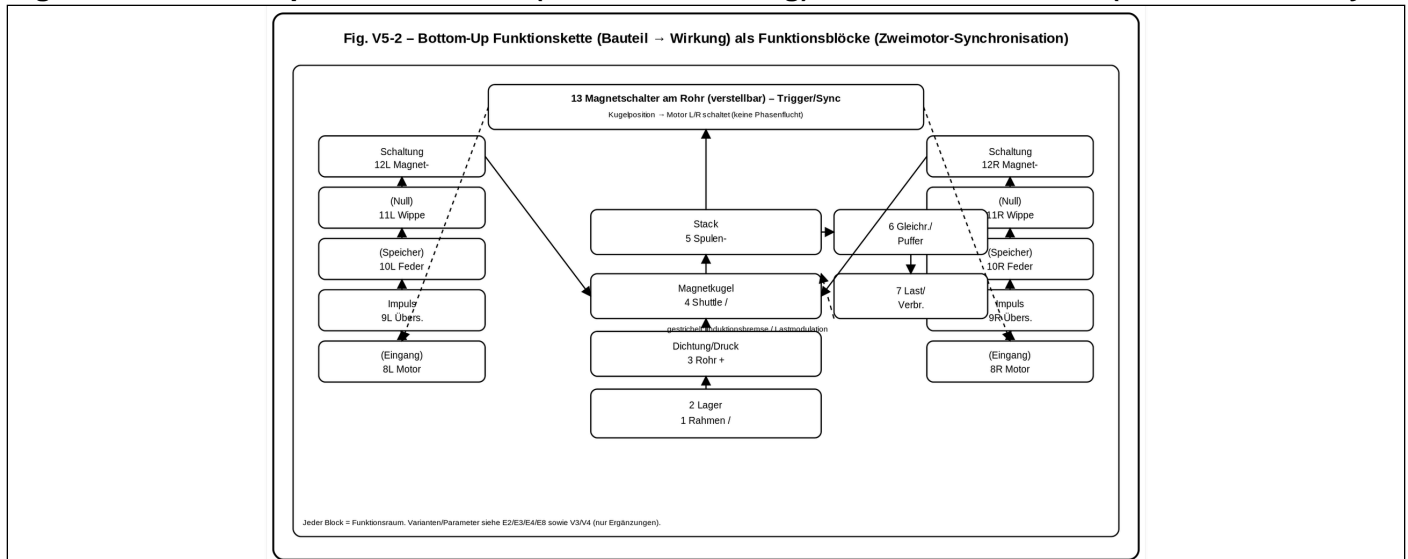 Fig. V5-2 – Bottom-Up Funktionskette (Bauteil → Wirkung) als Funktionsblöcke (Zweimotor-Synchronisation)
13 Magnetschalter am Rohr (verstellbar) – Trigger/Sync
Kugelposition → Motor L/R schaltet (keine Phasenflucht)
Schaltung
12L Magnet-
(Null)
11L Wippe
(Speicher)
10L Feder
Impuls
9L Übers.
(Eingang)
8L Motor
Stack
5 Spulen-
Magnetkugel
4 Shuttle /
gestrichelt: Induktionsbremse / Lastmodulation
Dichtung/Druck
3 Rohr +
2 Lager
1 Rahmen /
6 Gleichr./
Puffer
7 Last/
Verbr.
Schaltung
12R Magnet-
(Null)
11R Wippe
(Speicher)
10R Feder
Impuls
9R Übers.
(Eingang)
8R Motor
Jeder Block = Funktionsraum. Varianten/Parameter siehe E2/E3/E4/E8 sowie V3/V4 (nur Ergänzungen).